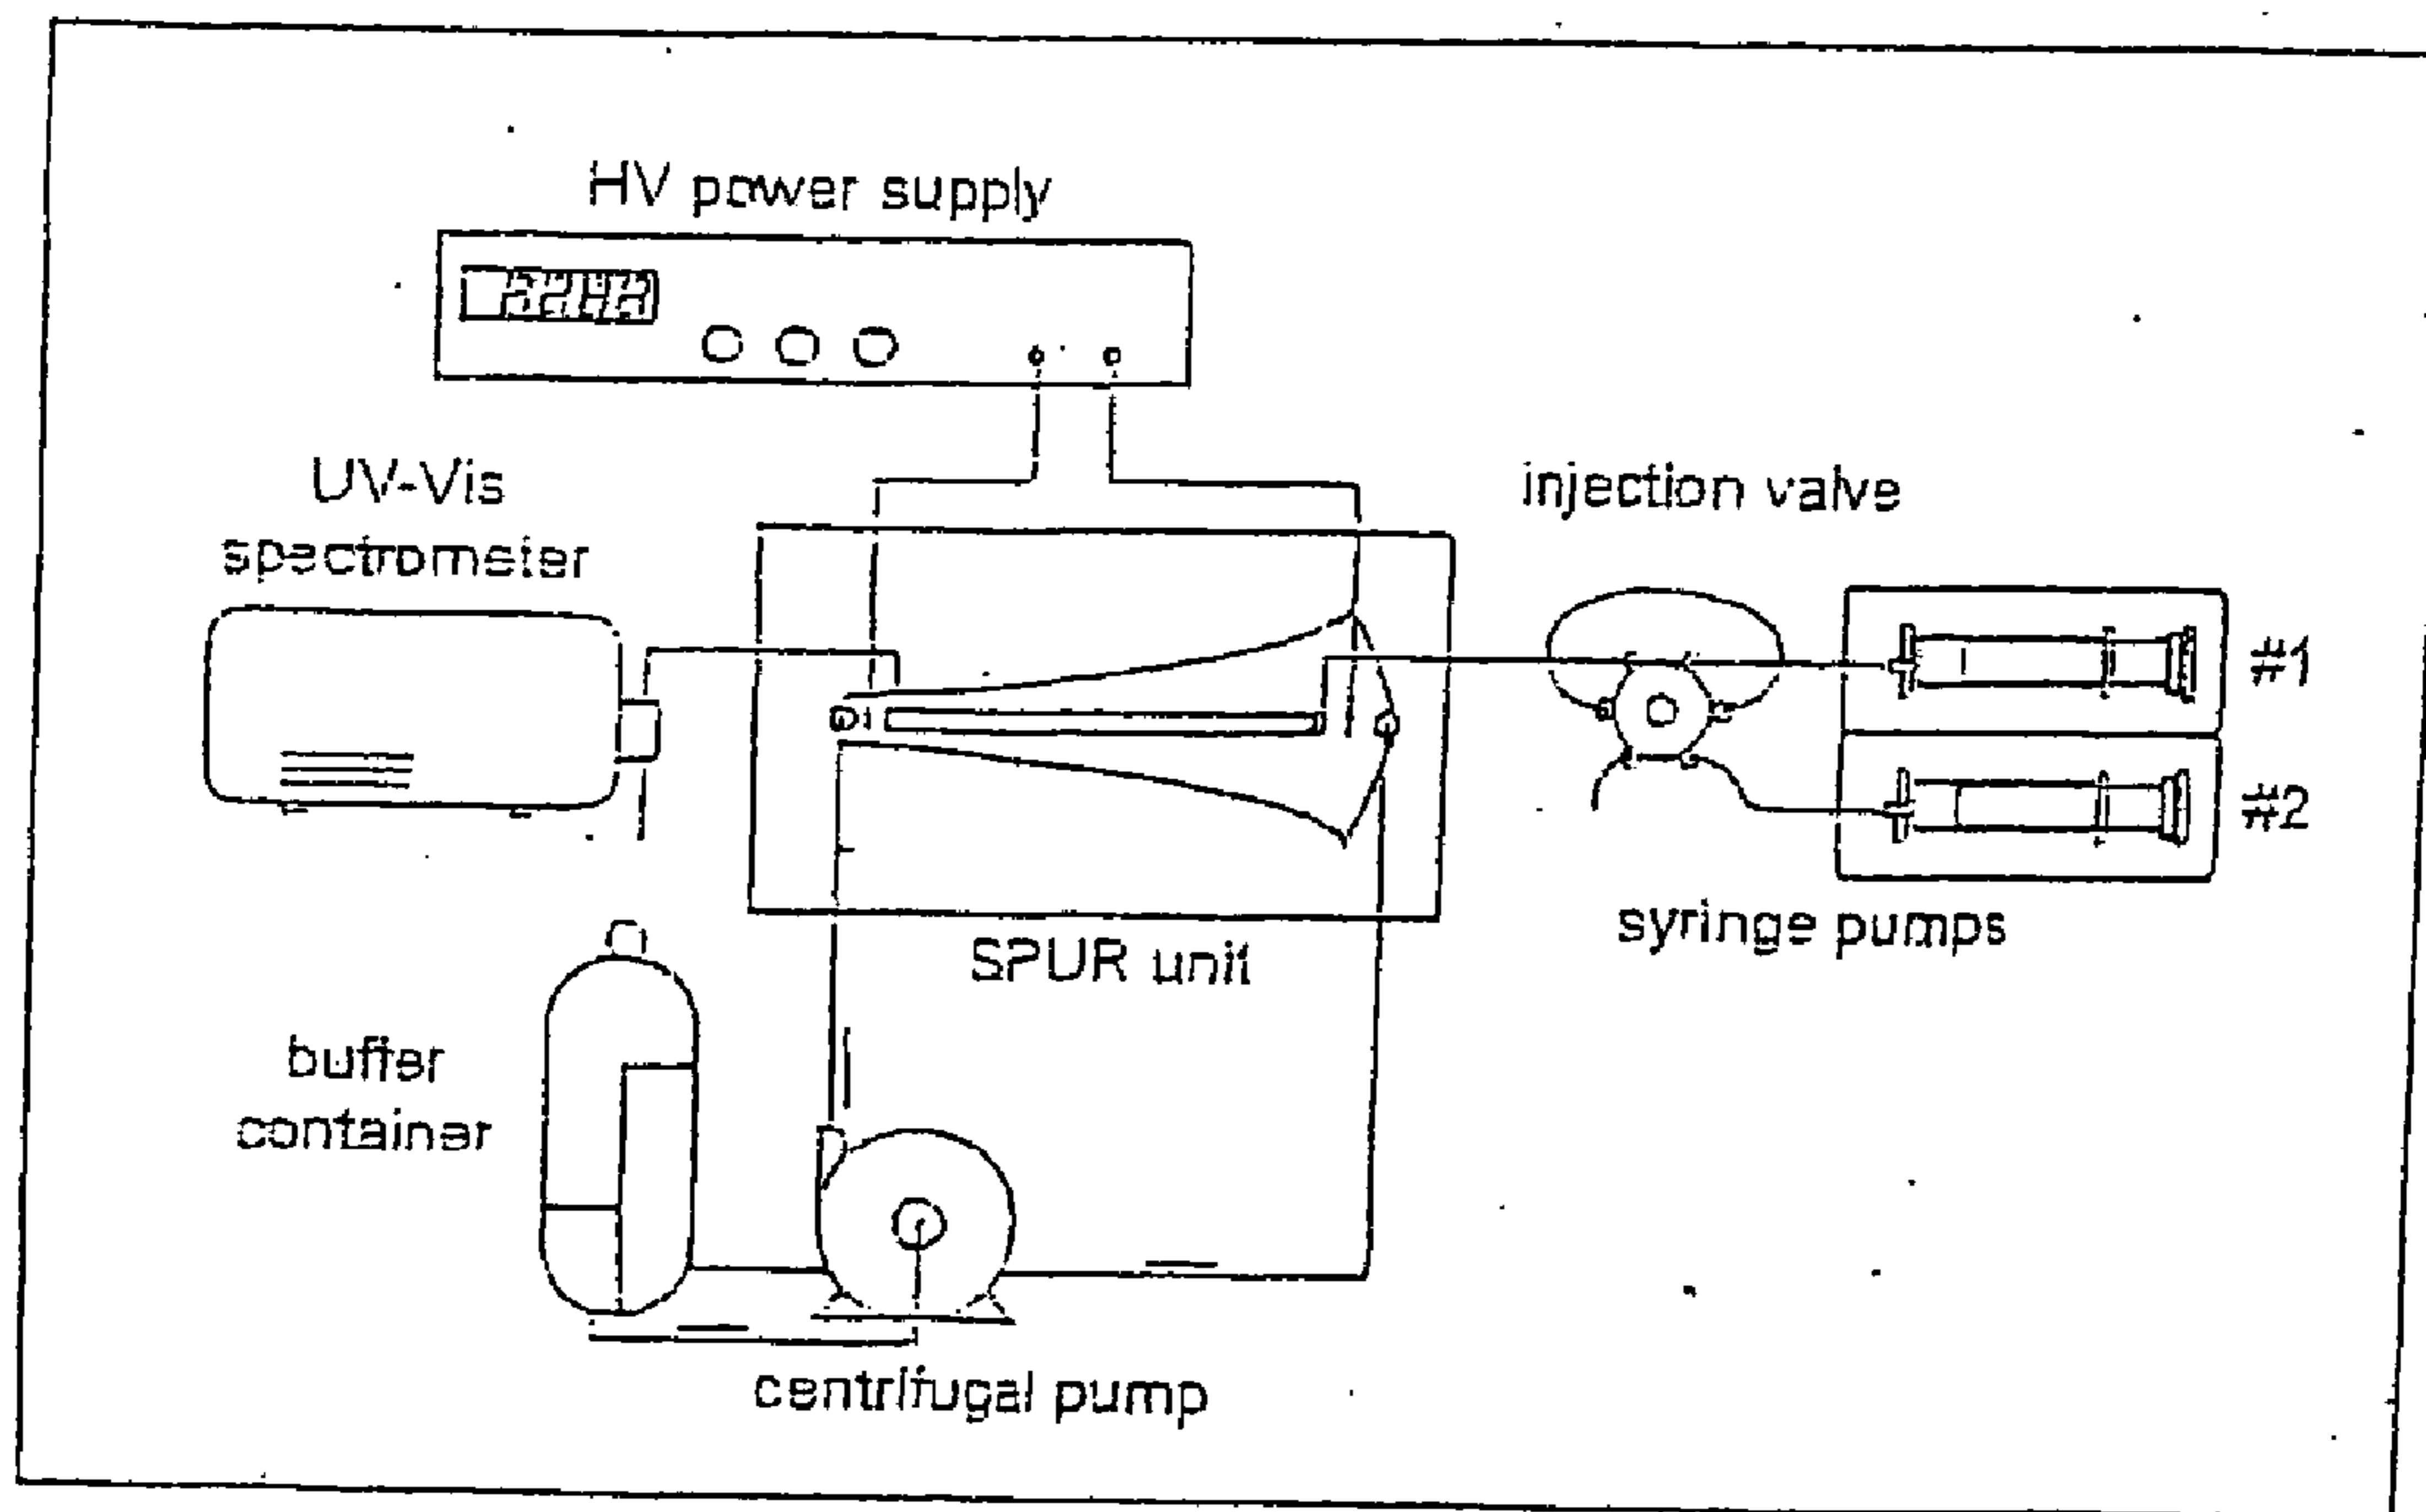 HV power supply
UV-Vis
spectrometer
injection valve
#1
#2
syringe pumps
SPUR unit
buffer
container
centrifugal pump